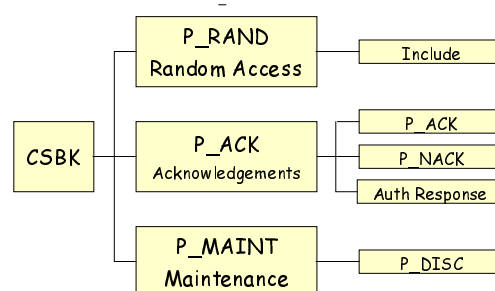 P_RAND
Random Access
Include
CSBK
P_ACK
Acknowledgements
P_ACK
P_NACK
Auth Response
P_MAINT
Maintenance
P_DISC